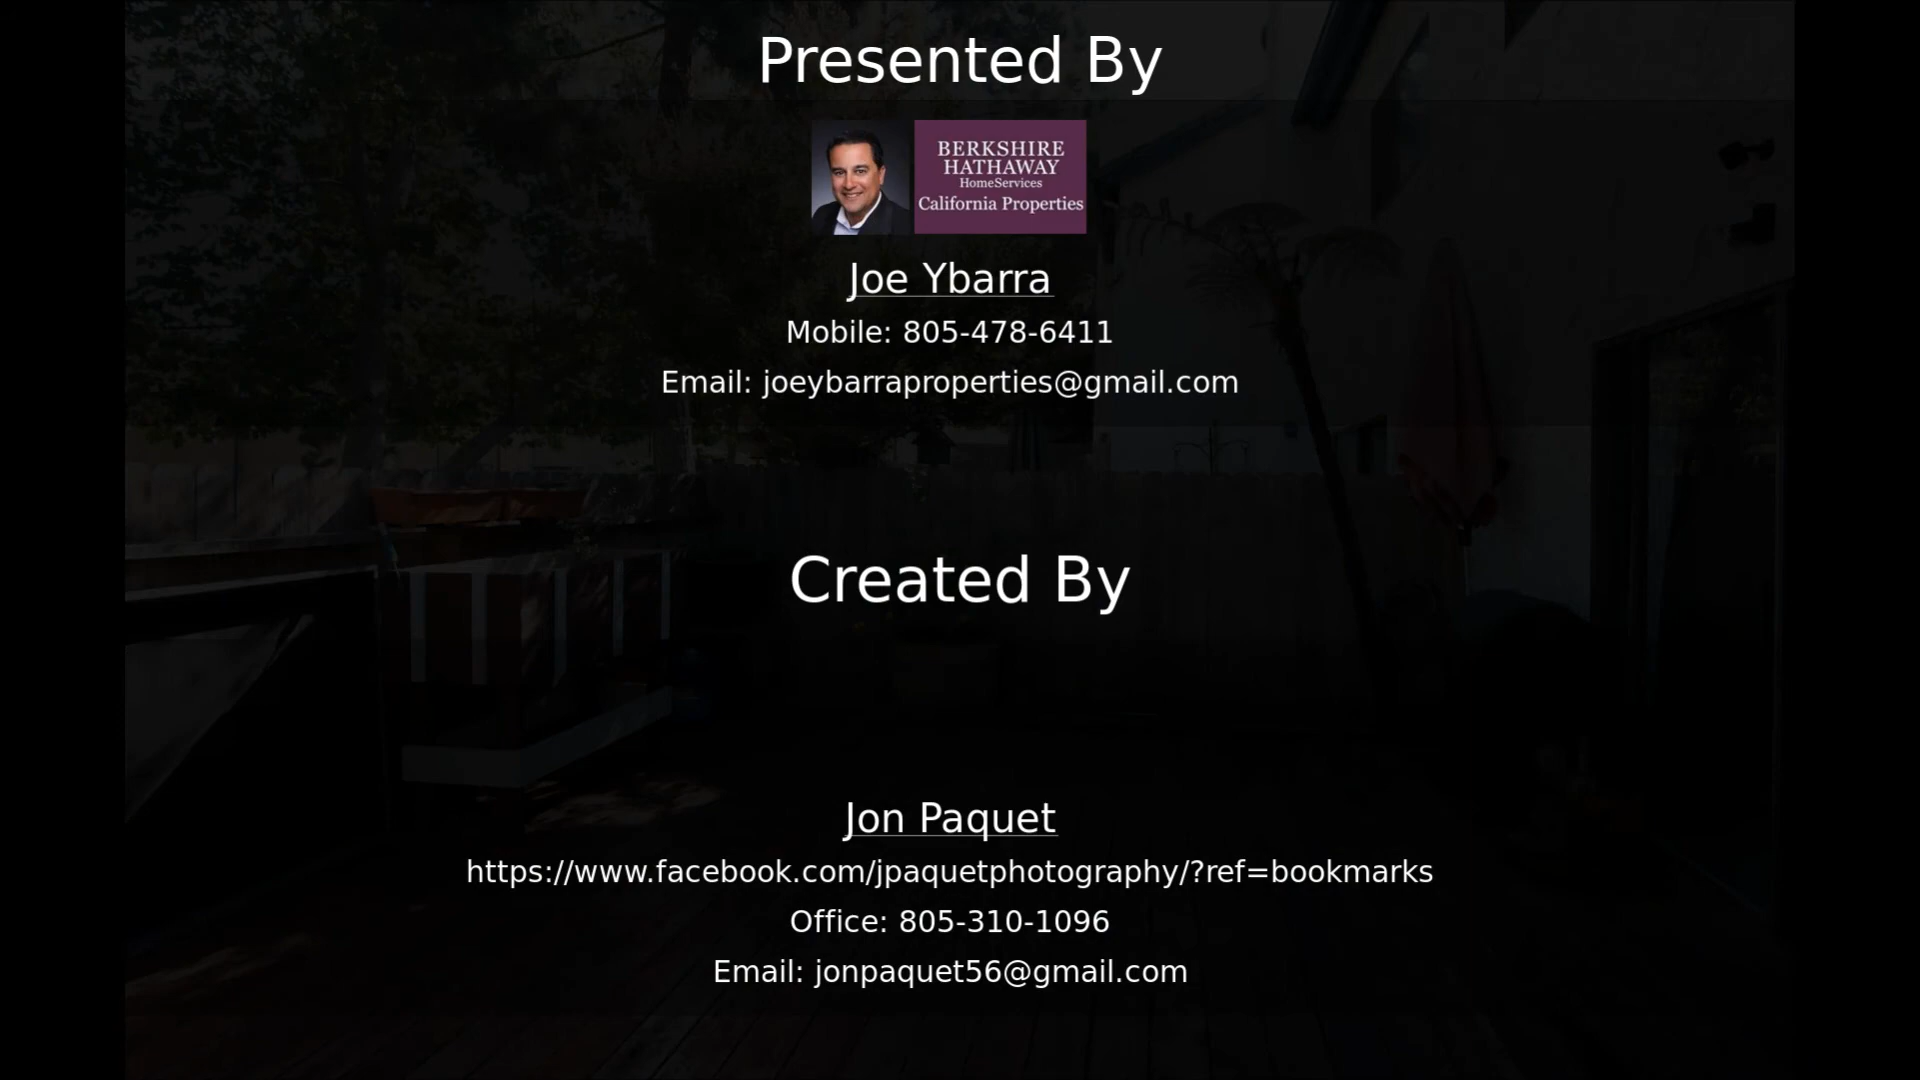 Presented By
BERKSHIRE
HATHAWAY
HomeServices
California Properties
Joe Ybarra
Mobile: 805-478-6411
Email: joeybarraproperties@gmail.com
Created By
Jon Paquet
https://www.facebook.com/jpaquetphotography/?ref=bookmarks
Office: 805-310-1096
Email: jonpaquet56@gmail.com